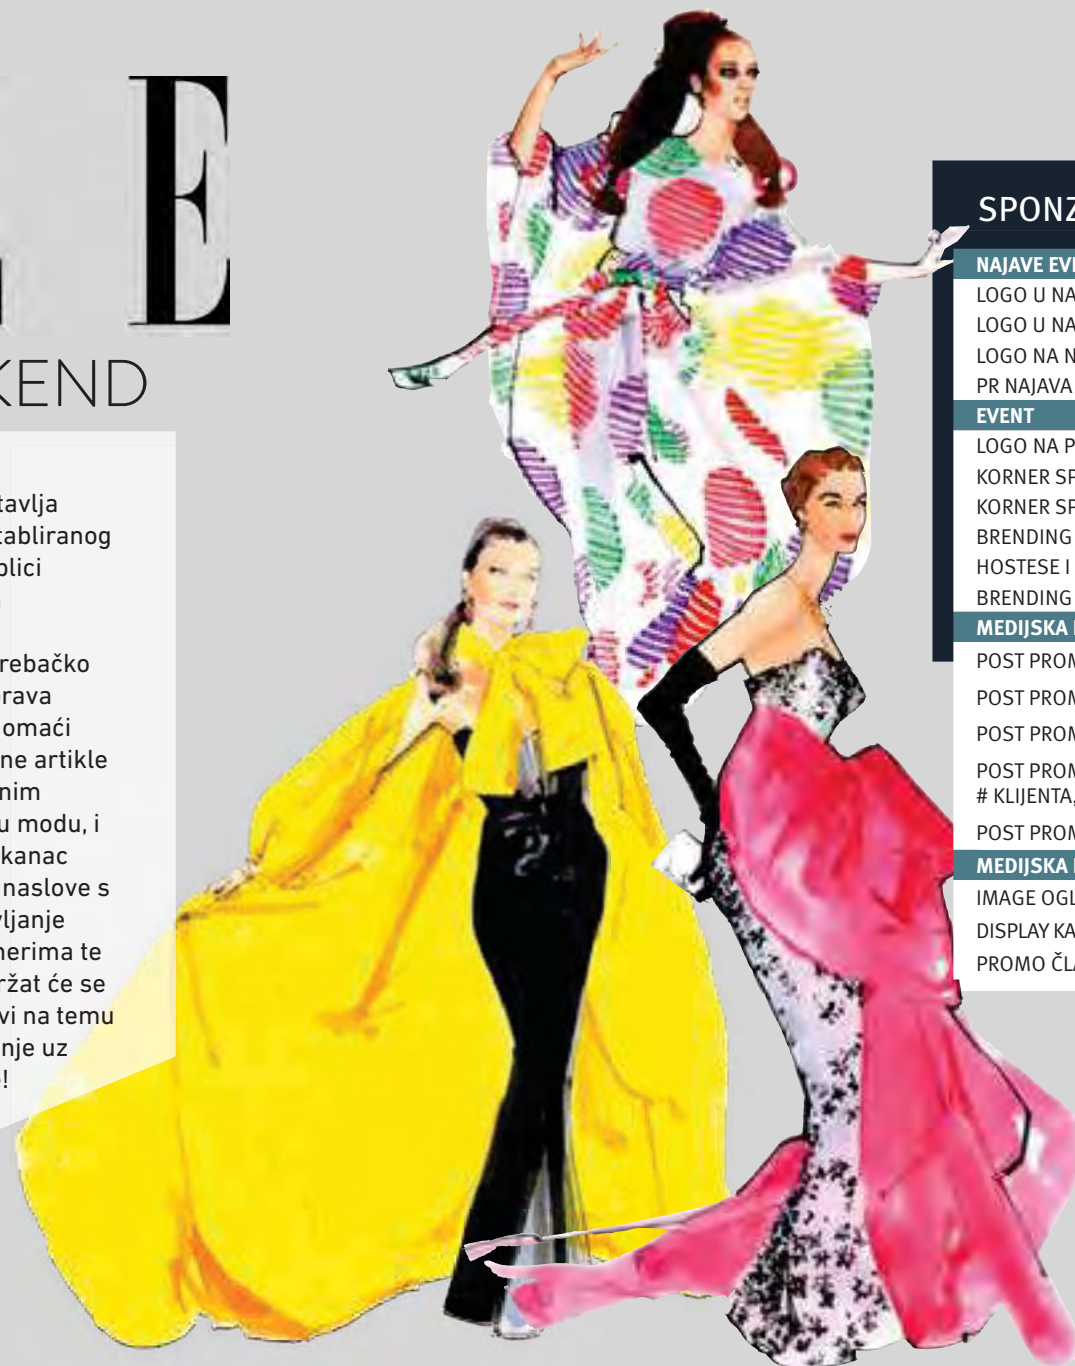 E
KEND
tavlja
tabliranog
blici
rebačko
rava
omaći
ne artikle
nim
u modu, i
kanac
naslove s
vljanje
nerima te
ržat će se
vi na temu
nje uz
!
SPONZ
NAJAVE EVE
LOGO U NA
LOGO U NA
LOGO NA N
PR NAJAVA
EVENT
LOGO NA P
KORNER SP
KORNER SP
BRENDING
HOSTESE I
BRENDING
MEDIJSKA
POST PROM
POST PROM
POST PROM
POST PROM
# KLIJENTA,
POST PROM
MEDIJSKA
IMAGE OGL
DISPLAY KA
PROMO ČLA